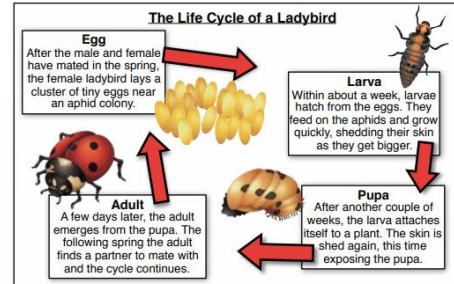 The Life Cycle of a Ladybird
Egg
After the male and female
have mated in the spring,
the female ladybird lays a
cluster of tiny eggs near
an aphid colony.
Larva
Within about a week, larvae
hatch from the eggs. They
feed on the aphids and grow
quickly, shedding their skin
as they get bigger.
Pupa
After another couple of
weeks, the larva attaches
itself to a plant. The skin is
shed again, this time
exposing the pupa.
Adult
A few days later, the adult
emerges from the pupa. The
following spring the adult
finds a partner to mate with
and the cycle continues.